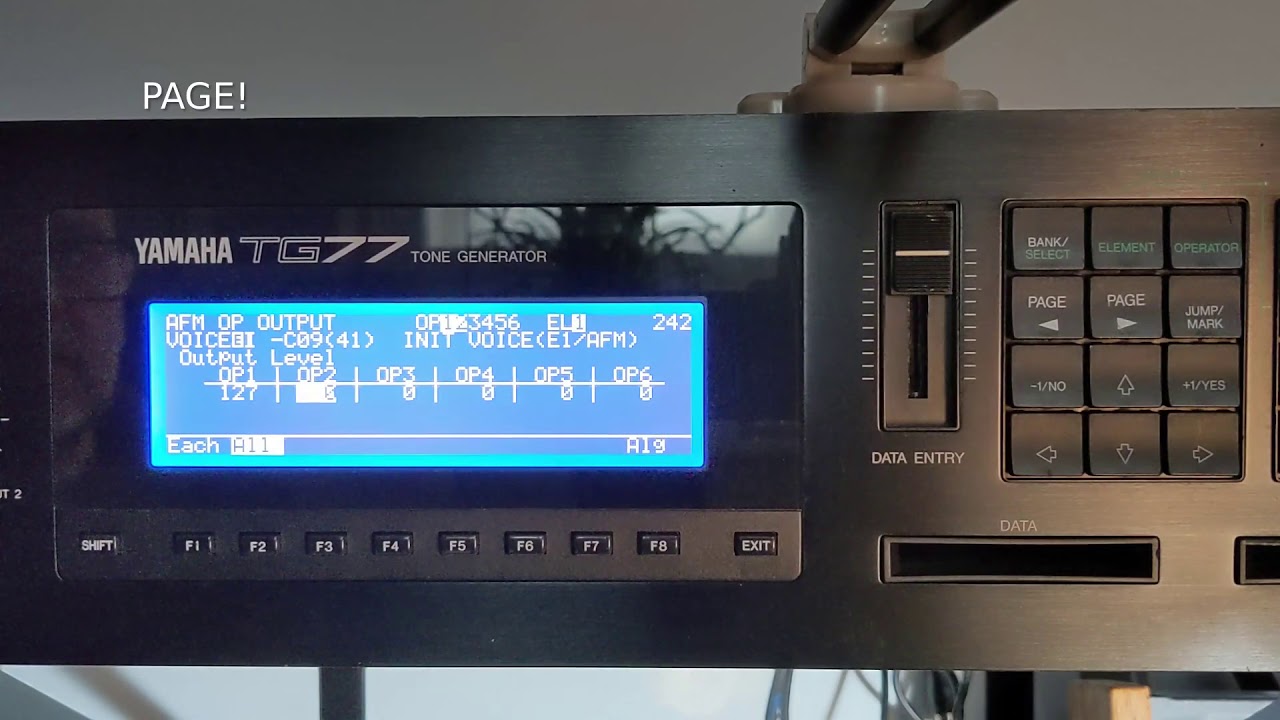 PAGE!
YAMAHA TG77 TONE GENERATOR
AFM OP OUTPUT OP123456 EL1 242
-C09(41) INIT VOICE(E1/AFM)
Output Level
OP1 OP2 OP3 OP4 OP5 OP6
127 0 0 0 0 0
Each All Alg
SHIFT F1 F2 F3 F4 F5 F6 F7 F8 EXIT
BANK/ SELECT ELEMENT OPERATOR
PAGE PAGE JUMP/ MARK
-1/NO +1/YES
DATA ENTRY
DATA
2